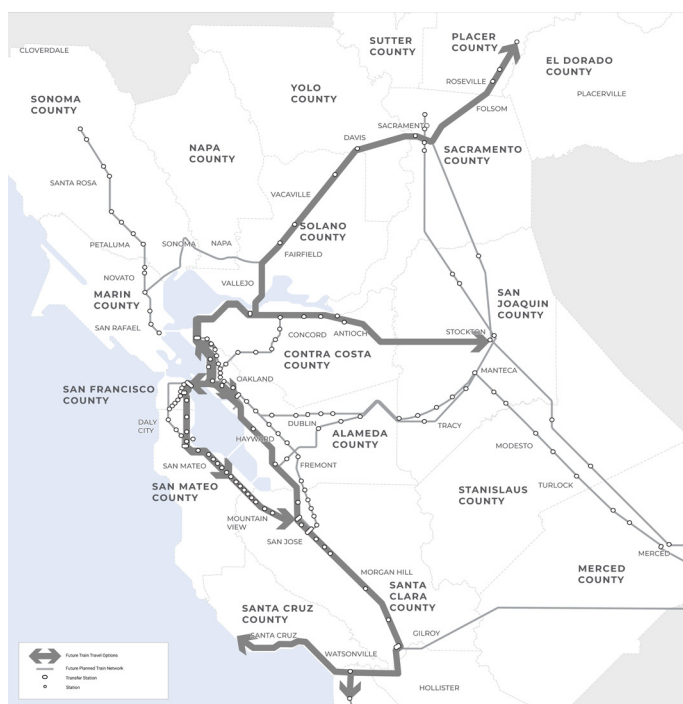 SUTTER
COUNTY
PLACER
COUNTY
CLOVERDALE
EL DORADO
COUNTY
ROSEVILLE
YOLO
COUNTY
PLACERVILLE
SONOMA
COUNTY
FOLSOM
SACRAMENTO
DAVIS
NAPA
COUNTY
SACRAMENTO
COUNTY
SANTA ROSA
VACAVILLE
SOLANO
COUNTY
PETALUMA
SONOMA
NAPA
FAIRFIELD
NOVATO
VALLEJO
MARIN
COUNTY
SAN
JOAQUIN
COUNTY
SAN RAFAEL
CONCORD
ANTIOCH
STOCKTON
CONTRA COSTA
COUNTY
MANTECA
OAKLAND
SAN FRANCISCO
COUNTY
DALY
CITY
DUBLIN
ALAMEDA
COUNTY
TRACY
HAYWARD
MODESTO
SAN MATEO
FREMONT
SAN MATEO
COUNTY
STANISLAUS
COUNTY
TURLOCK
MOUNTAIN
VIEW
SAN JOSE
MERCED
MORGAN HILL
MERCED
COUNTY
SANTA
CLARA
COUNTY
SANTA CRUZ
COUNTY
SANTA CRUZ
GILROY
WATSONVILLE
HOLLISTER
Future Train Travel Options
Future Planned Train Network
Transfer Station
Station